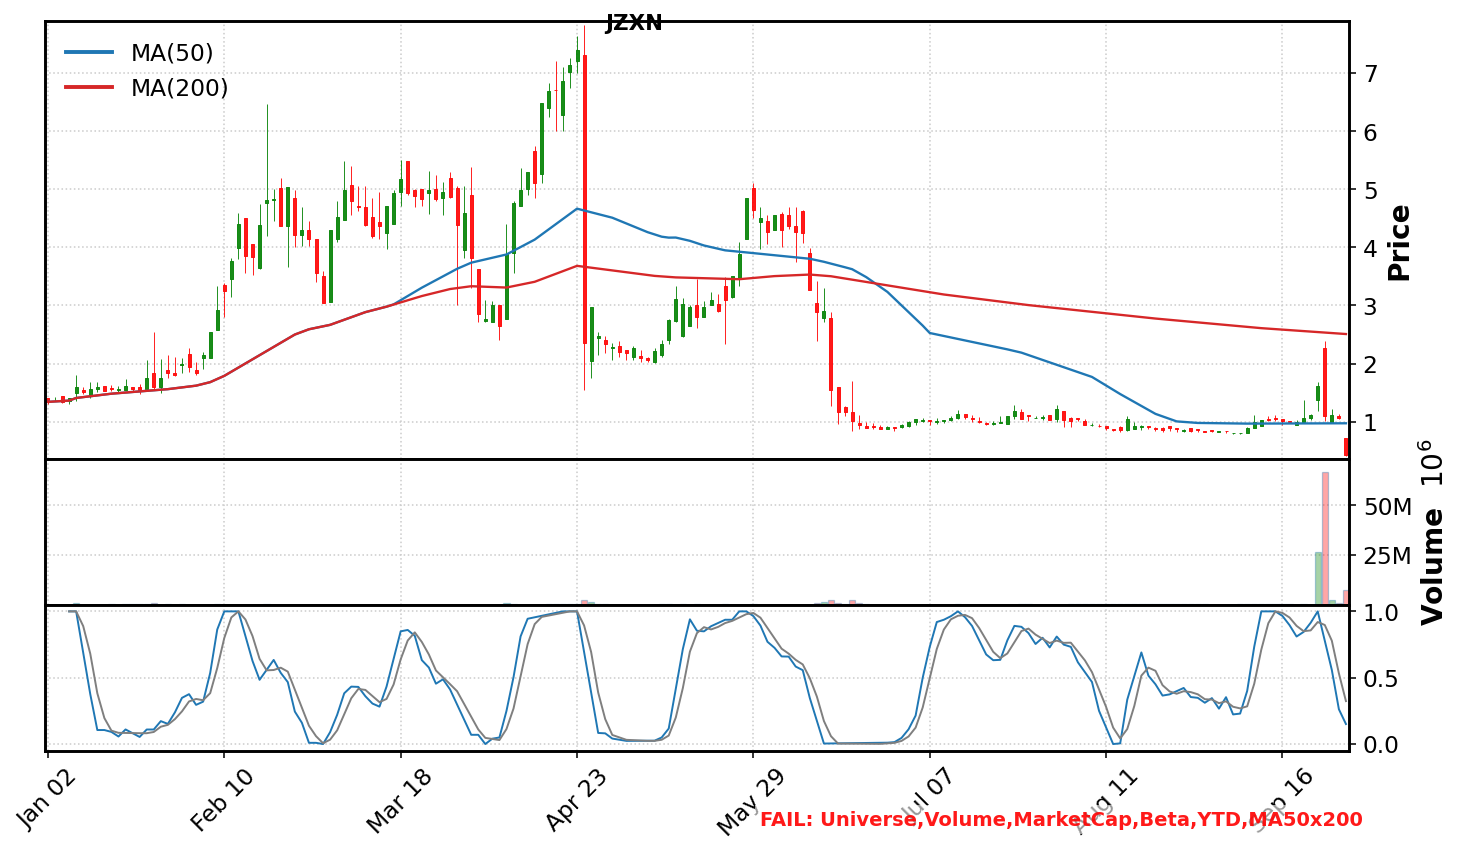 JZXN
MA(50)
MA(200)
7
6
5
4
3
2
1
Price
50M
25M
Volume 10^6
1.0
0.5
0.0
Jan 02
Feb 10
Mar 18
Apr 23
May 29
Jul 07
Aug 11
Sep 16
FAIL: Universe,Volume,MarketCap,Beta,YTD,MA50x200